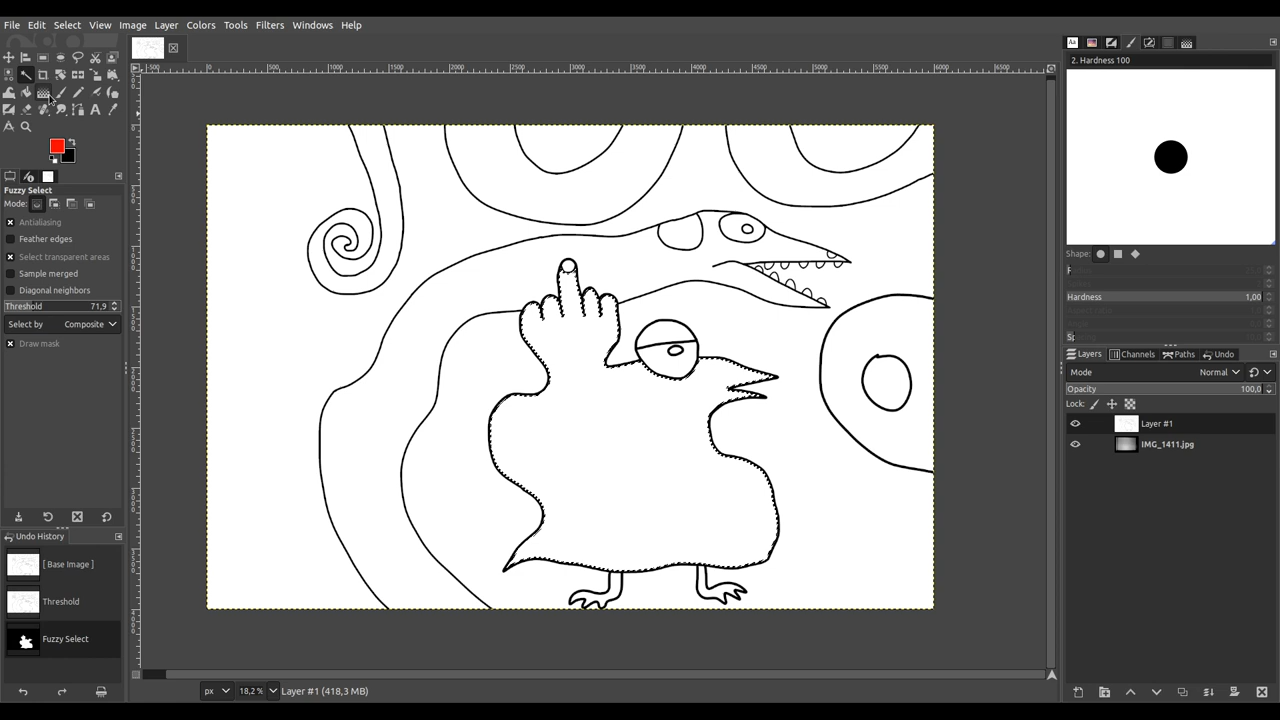 File Edit Select View Image Layer Colors Tools Filters Windows Help
2. Hardness 100
Fuzzy Select
Mode:
Antialiasing
Feather edges
Select transparent areas
Sample merged
Diagonal neighbors
Threshold 71,9
Select by Composite
Draw mask
Shape:
Hardness 1,00
Layers Channels Paths Undo
Mode Normal
Opacity 100,0
Lock:
Layer #1
IMG_1411.jpg
Undo History
[ Base Image ]
Threshold
Fuzzy Select
px 18,2 % Layer #1 (418,3 MB)